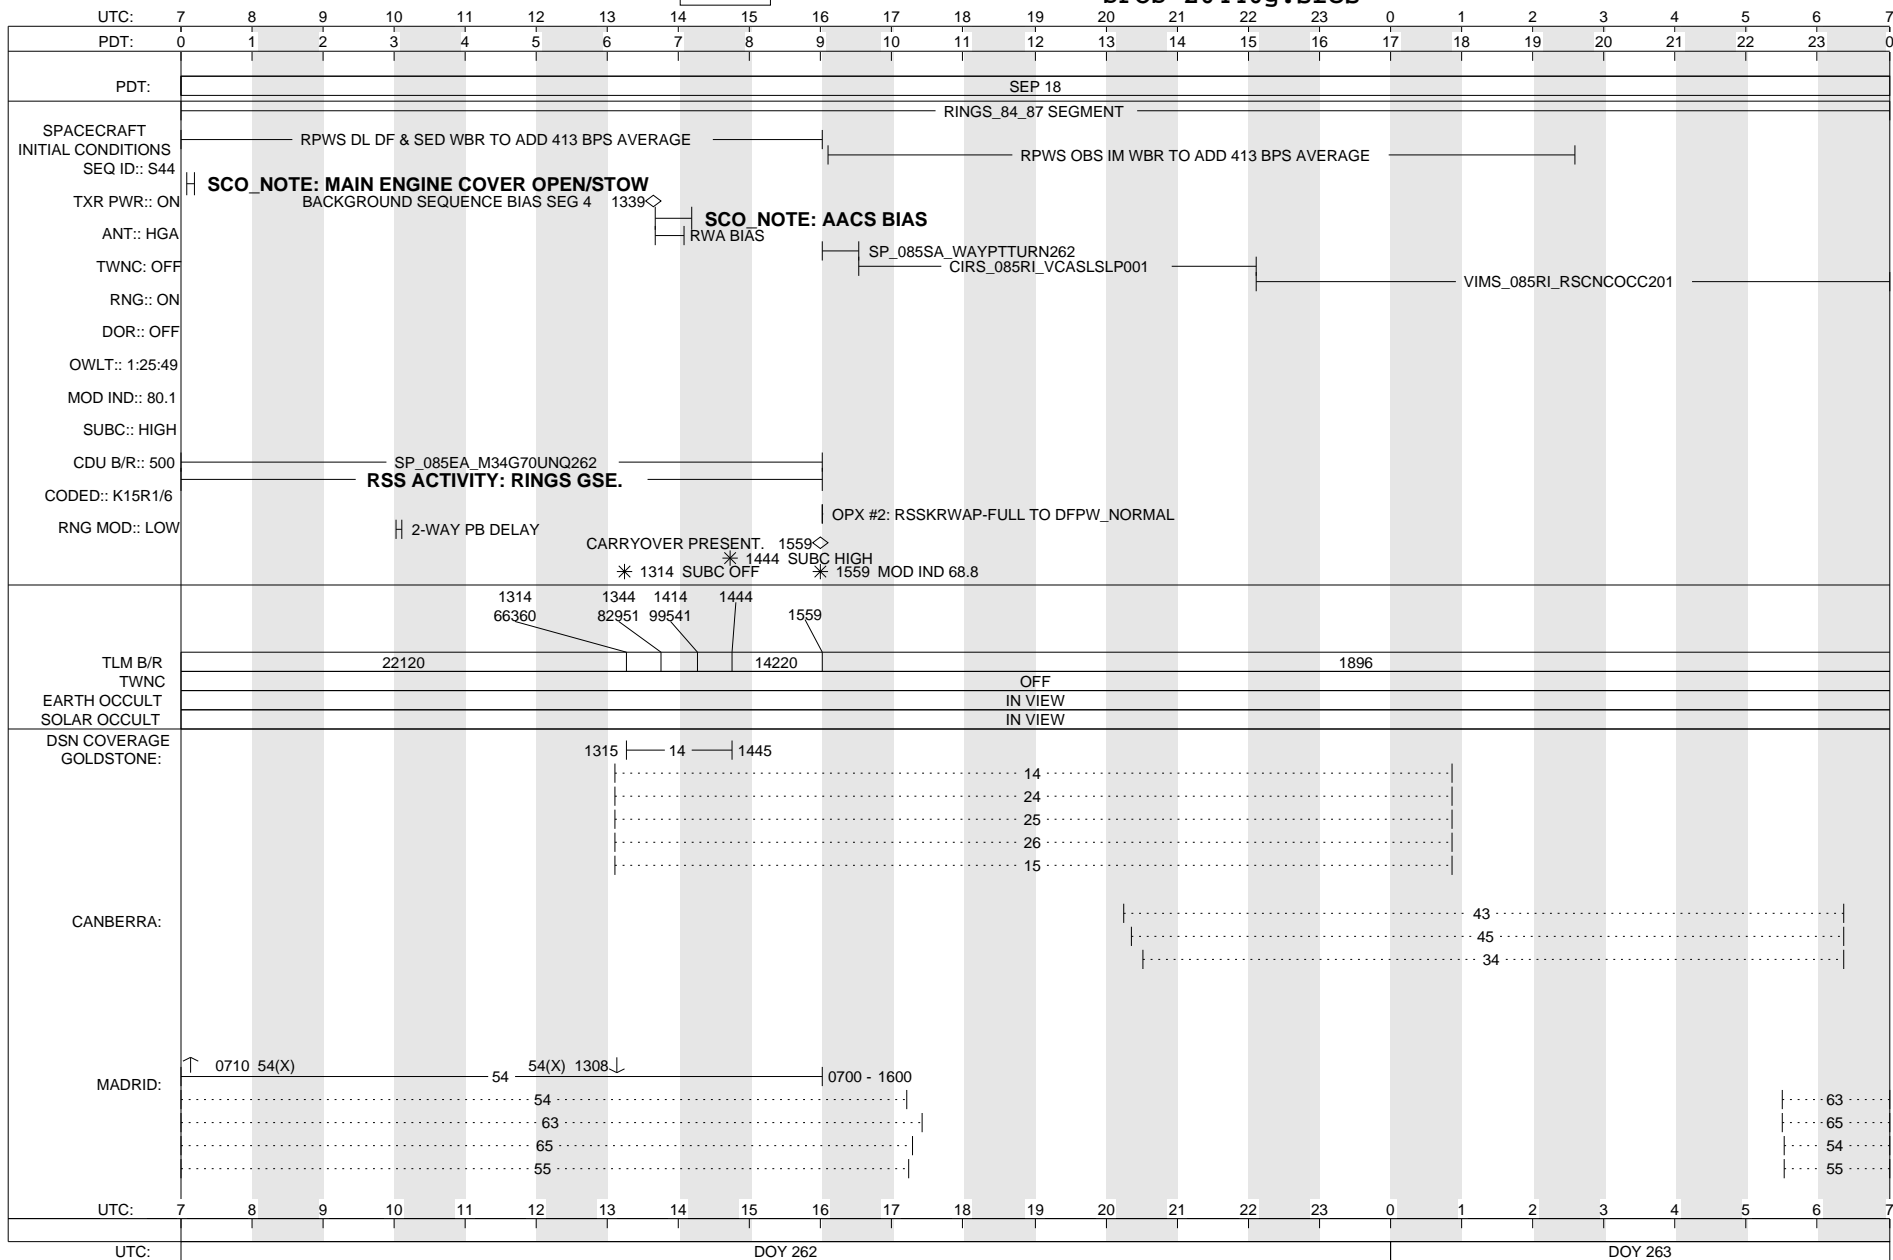 UTC: 7 8 9 10 11 12 13 14 15 16 17 18 19 20 21 22 23 0 1 2 3 4 5 6 7
PDT: 0 1 2 3 4 5 6 7 8 9 10 11 12 13 14 15 16 17 18 19 20 21 22 23 0
PDT: SEP 18
RINGS_84_87 SEGMENT
SPACECRAFT
INITIAL CONDITIONS
RPWS DL DF & SED WBR TO ADD 413 BPS AVERAGE
RPWS OBS IM WBR TO ADD 413 BPS AVERAGE
SEQ ID:: S44
SCO_NOTE: MAIN ENGINE COVER OPEN/STOW
TXR PWR:: ON
BACKGROUND SEQUENCE BIAS SEG 4 1339
SCO_NOTE: AACS BIAS
ANT:: HGA
RWA BIAS
SP_085SA_WAYPTTURN262
TWNC: OFF
CIRS_085RI_VCASLSLP001
VIMS_085RI_RSCNCOCC201
RNG:: ON
DOR:: OFF
OWLT:: 1:25:49
MOD IND:: 80.1
SUBC:: HIGH
CDU B/R:: 500
SP_085EA_M34G70UNQ262
RSS ACTIVITY: RINGS GSE.
CODED:: K15R1/6
OPX #2: RSSKRWAP-FULL TO DFPW_NORMAL
RNG MOD:: LOW
2-WAY PB DELAY
CARRYOVER PRESENT. 1559
1444 SUBC HIGH
1314 SUBC OFF
1559 MOD IND 68.8
1314 1344 1414 1444
66360 82951 99541 1559
TLM B/R 22120 14220 1896
TWNC OFF
EARTH OCCULT IN VIEW
SOLAR OCCULT IN VIEW
DSN COVERAGE
GOLDSTONE: 1315 14 1445
14
24
25
26
15
CANBERRA: 43
45
34
0710 54(X) 54(X) 1308
MADRID: 54 0700 - 1600
54 63
63 65
65 54
55 55
UTC: 7 8 9 10 11 12 13 14 15 16 17 18 19 20 21 22 23 0 1 2 3 4 5 6 7
UTC: DOY 262 DOY 263